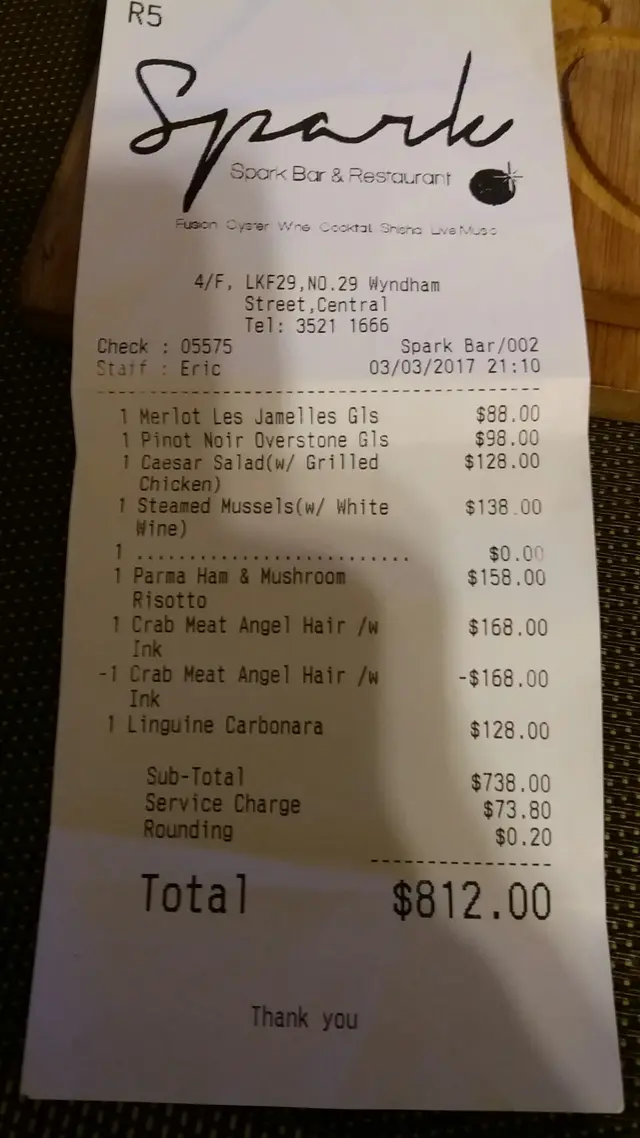 R5
Spark
Spark Bar & Restaurant
Fusion Oyster Wine Cocktail Shisha Live Music
4/F, LKF29,NO.29 Wyndham
Street,Central
Tel: 3521 1666
Check : 05575 Spark Bar/002
Staff : Eric 03/03/2017 21:10
1 Merlot Les Jamelles Gls $88.00
1 Pinot Noir Overstone Gls $98.00
1 Caesar Salad(w/ Grilled $128.00
Chicken)
1 Steamed Mussels(w/ White $138.00
Wine)
1 .......................... $0.00
1 Parma Ham & Mushroom $158.00
Risotto
1 Crab Meat Angel Hair /w $168.00
Ink
-1 Crab Meat Angel Hair /w -$168.00
Ink
1 Linguine Carbonara $128.00
Sub-Total $738.00
Service Charge $73.80
Rounding $0.20
Total $812.00
Thank you